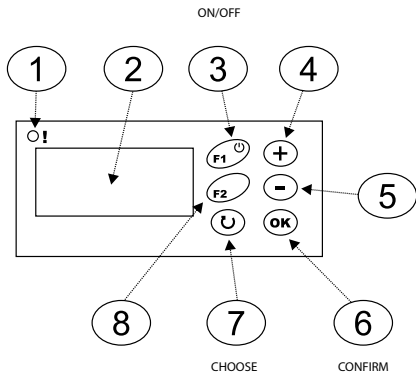 ON/OFF
1 2 3 4
!
F1 +
F2 - 5
OK
8 7 6
CHOOSE CONFIRM